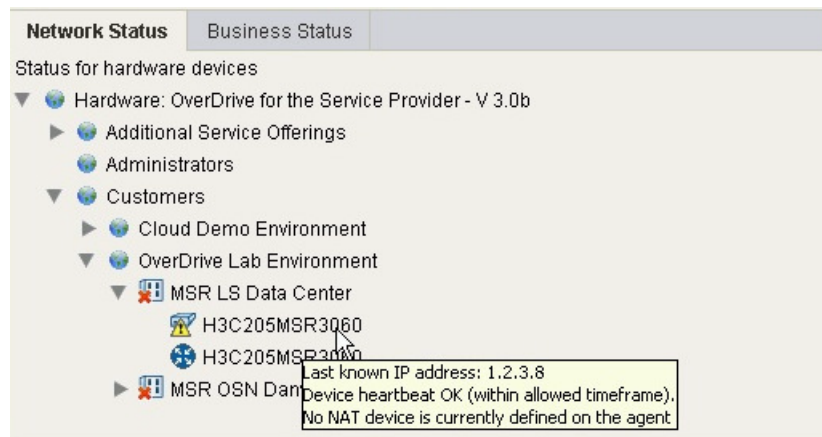 Network Status
Business Status
Status for hardware devices
Hardware: OverDrive for the Service Provider - V 3.0b
Additional Service Offerings
Administrators
Customers
Cloud Demo Environment
OverDrive Lab Environment
MSR LS Data Center
H3C205MSR3060
H3C205MSR3060
Last known IP address: 1.2.3.8
MSR OSN
Device heartbeat OK (within allowed timeframe).
No NAT device is currently defined on the agent